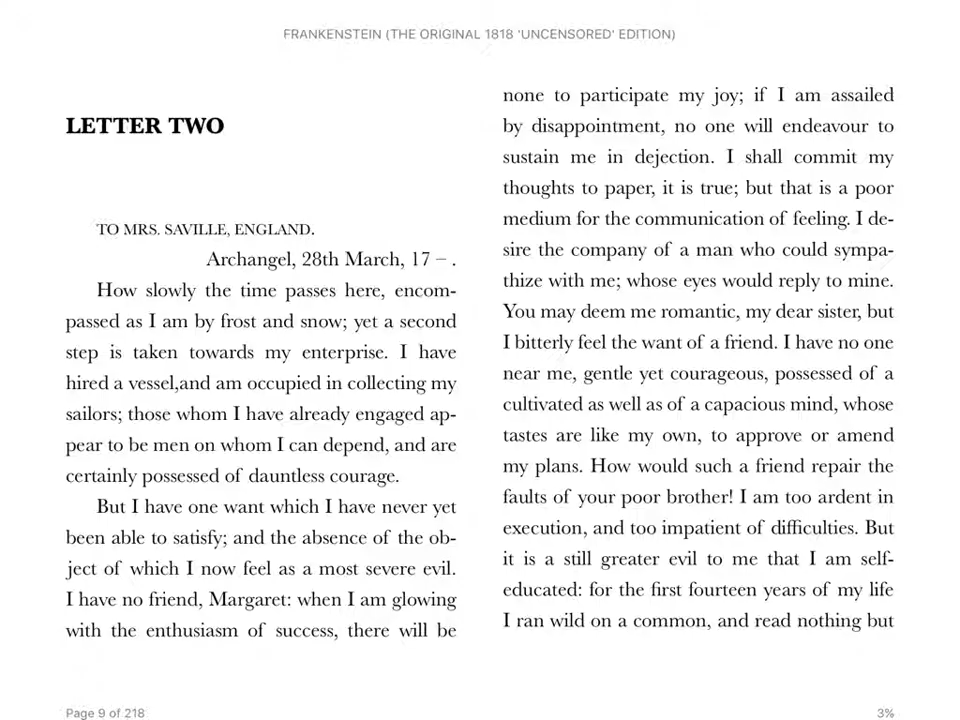 FRANKENSTEIN (THE ORIGINAL 1818 'UNCENSORED' EDITION)
LETTER TWO
TO MRS. SAVILLE, ENGLAND.
Archangel, 28th March, 17 – .
How slowly the time passes here, encom-
passed as I am by frost and snow; yet a second
step is taken towards my enterprise. I have
hired a vessel,and am occupied in collecting my
sailors; those whom I have already engaged ap-
pear to be men on whom I can depend, and are
certainly possessed of dauntless courage.
But I have one want which I have never yet
been able to satisfy; and the absence of the ob-
ject of which I now feel as a most severe evil.
I have no friend, Margaret: when I am glowing
with the enthusiasm of success, there will be
none to participate my joy; if I am assailed
by disappointment, no one will endeavour to
sustain me in dejection. I shall commit my
thoughts to paper, it is true; but that is a poor
medium for the communication of feeling. I de-
sire the company of a man who could sympa-
thize with me; whose eyes would reply to mine.
You may deem me romantic, my dear sister, but
I bitterly feel the want of a friend. I have no one
near me, gentle yet courageous, possessed of a
cultivated as well as of a capacious mind, whose
tastes are like my own, to approve or amend
my plans. How would such a friend repair the
faults of your poor brother! I am too ardent in
execution, and too impatient of difficulties. But
it is a still greater evil to me that I am self-
educated: for the first fourteen years of my life
I ran wild on a common, and read nothing but
Page 9 of 218
3%